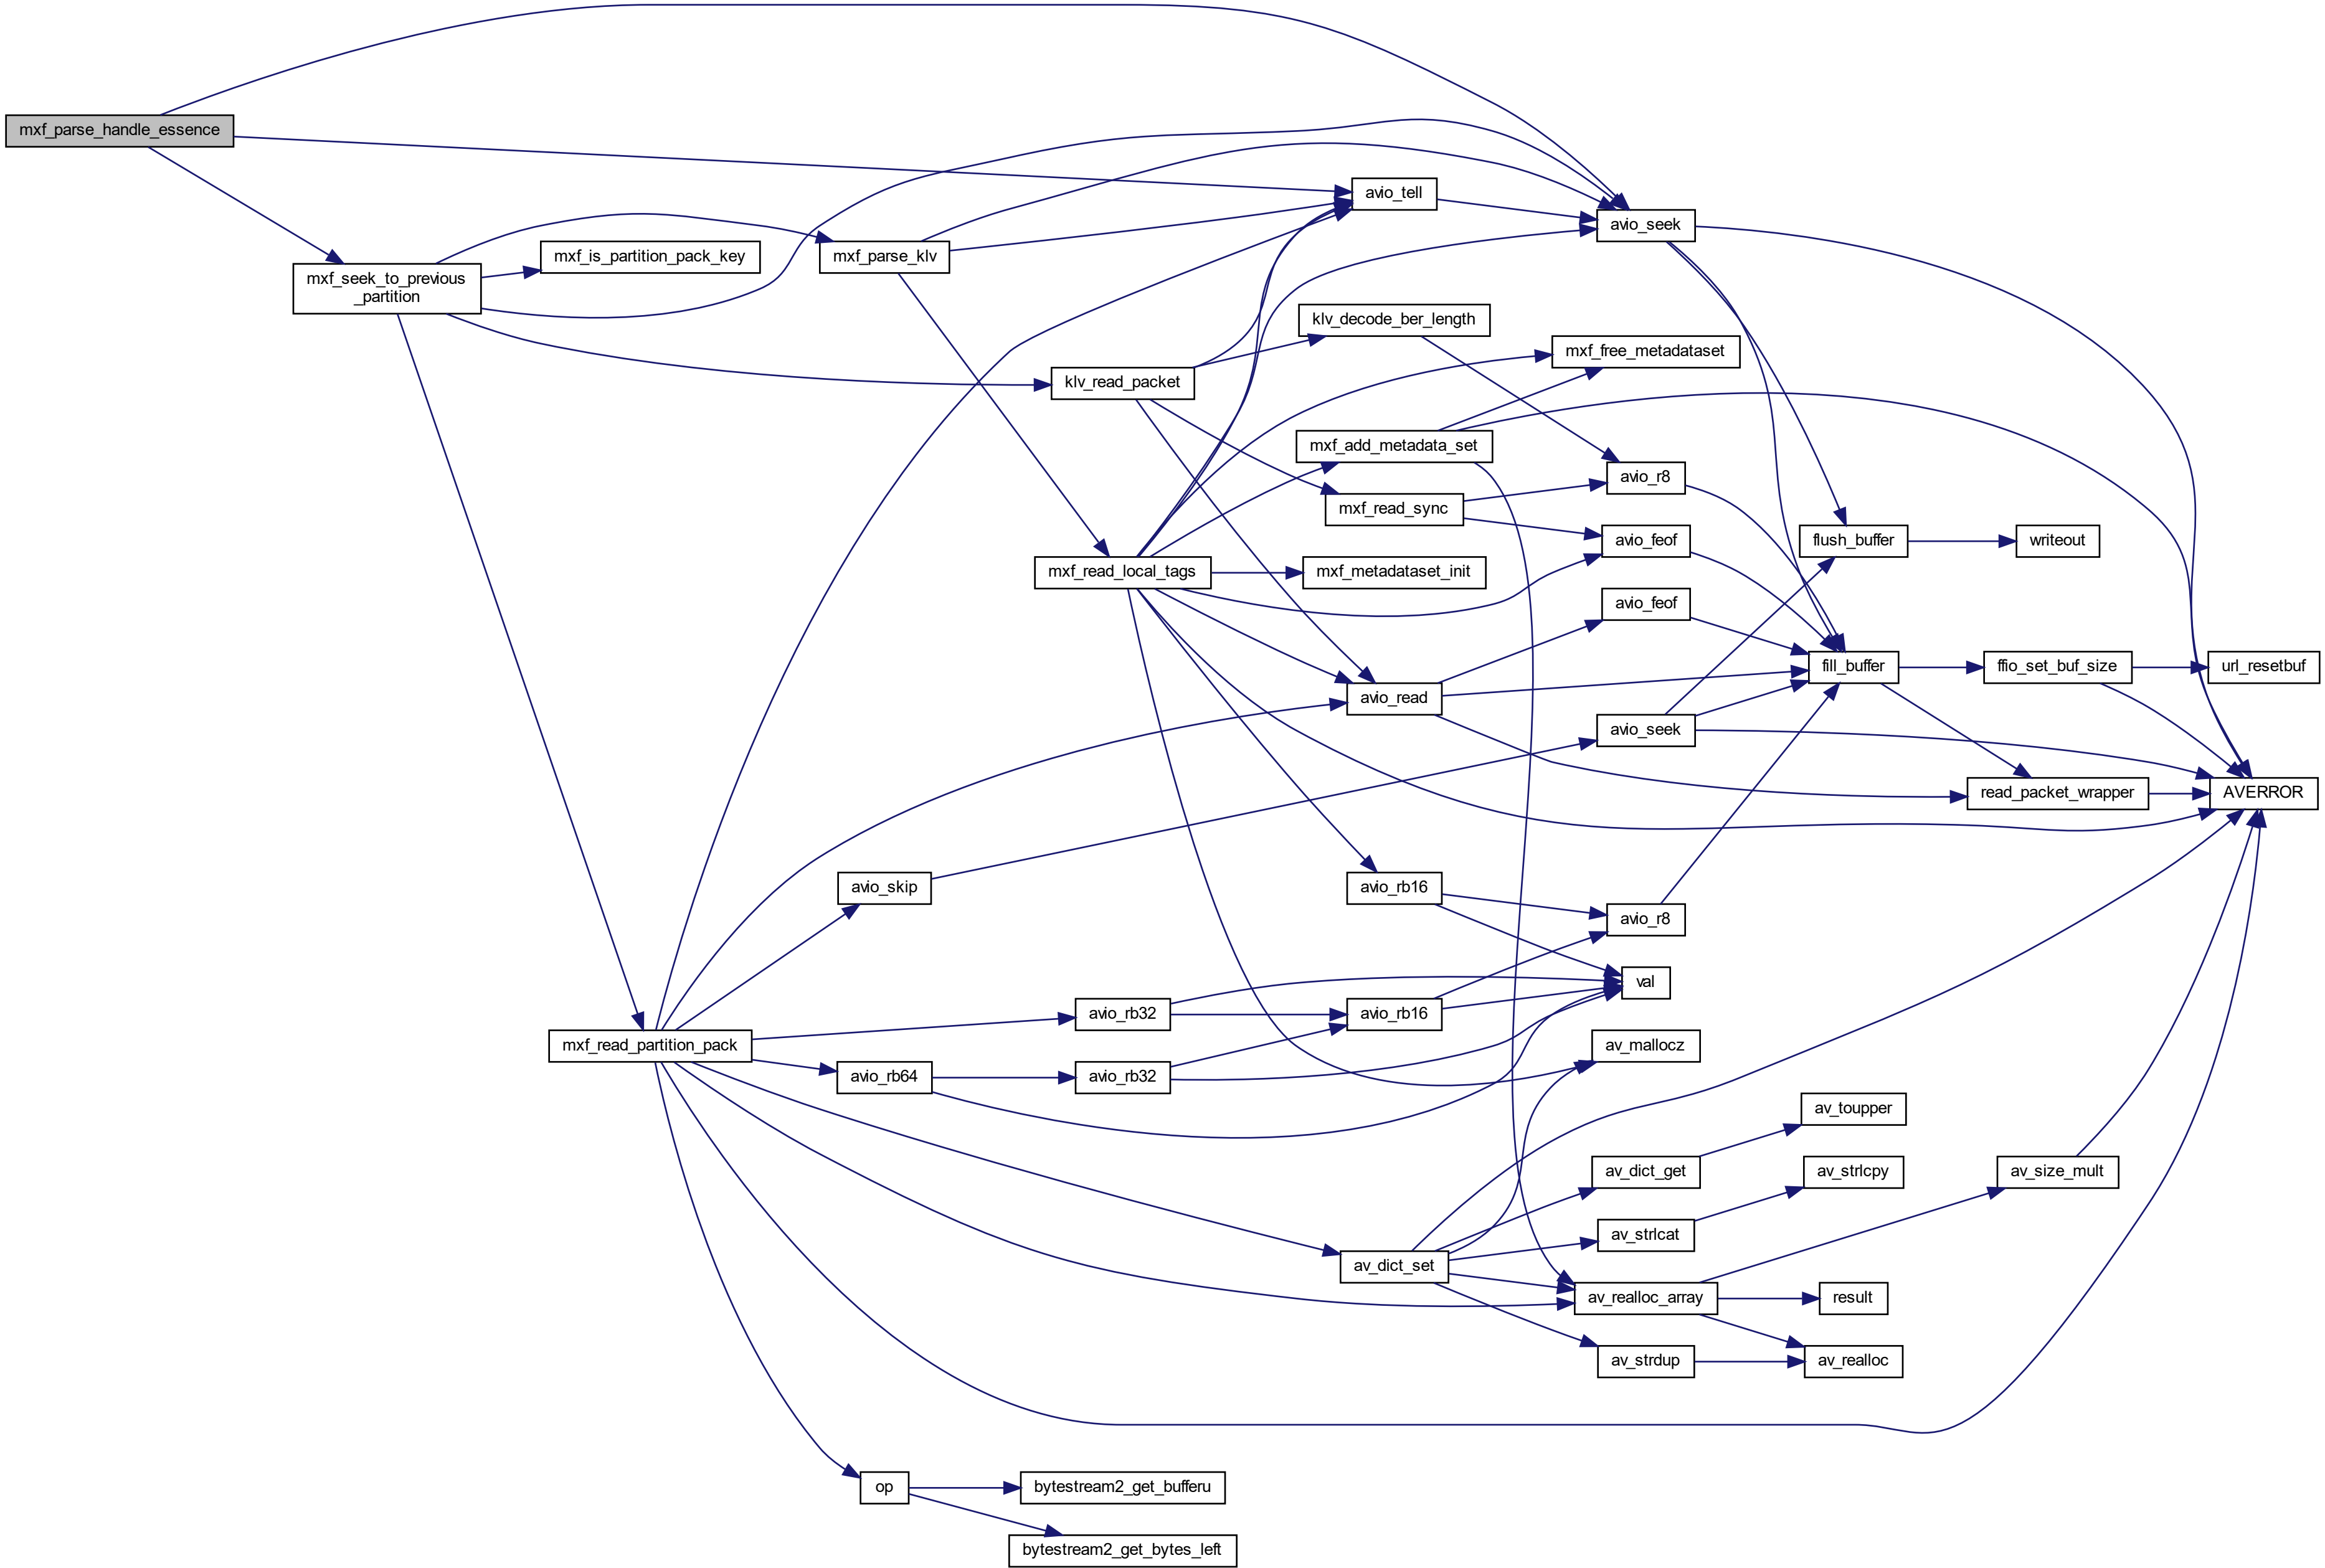 mxf_parse_handle_essence
avio_tell
avio_seek
mxf_is_partition_pack_key
mxf_parse_klv
mxf_seek_to_previous
_partition
klv_decode_ber_length
mxf_free_metadataset
klv_read_packet
mxf_add_metadata_set
avio_r8
mxf_read_sync
avio_feof
flush_buffer
writeout
mxf_read_local_tags
mxf_metadataset_init
avio_feof
fill_buffer
ffio_set_buf_size
url_resetbuf
avio_read
avio_seek
read_packet_wrapper
AVERROR
avio_skip
avio_rb16
avio_r8
val
avio_rb32
avio_rb16
mxf_read_partition_pack
av_mallocz
avio_rb64
avio_rb32
av_toupper
av_dict_get
av_strlcpy
av_size_mult
av_strlcat
av_dict_set
av_realloc_array
result
av_strdup
av_realloc
op
bytestream2_get_bufferu
bytestream2_get_bytes_left